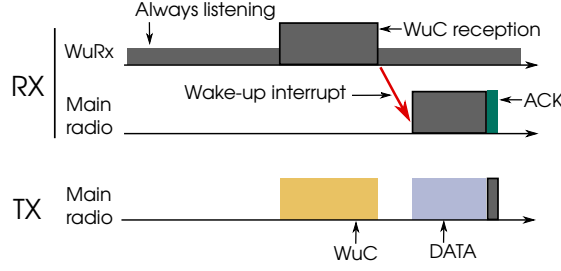 Always listening
WuC reception
WuRx
RX
Wake-up interrupt
Main
radio
ACK
TX
Main
radio
WuC
DATA